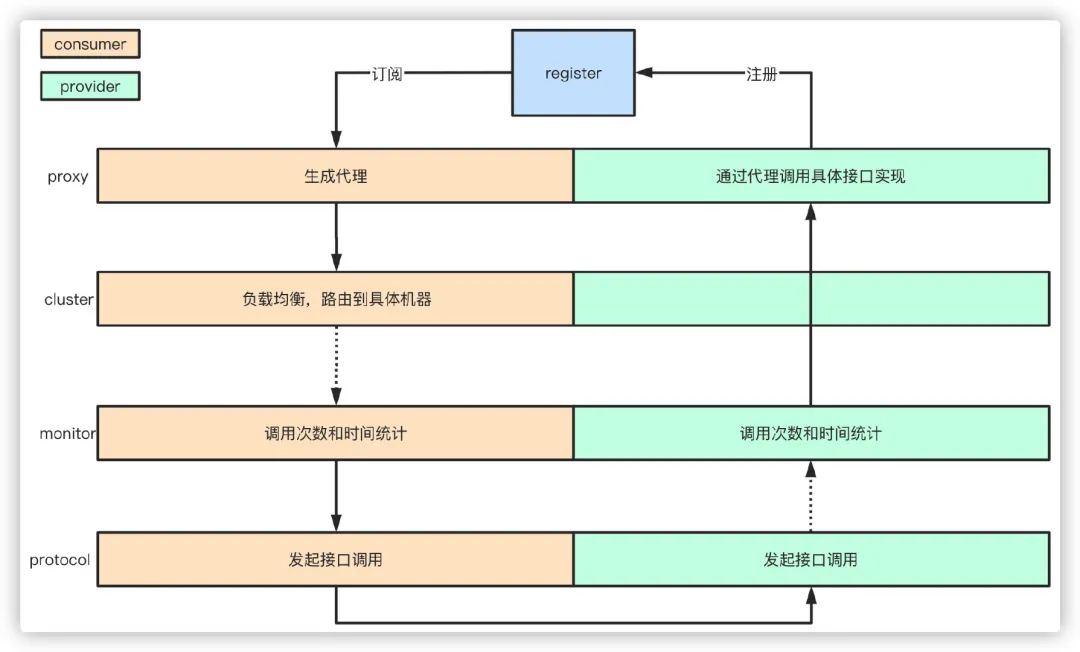 consumer
provider
订阅
register
注册
proxy
生成代理
通过代理调用具体接口实现
cluster
负载均衡，路由到具体机器
monitor
调用次数和时间统计
调用次数和时间统计
protocol
发起接口调用
发起接口调用